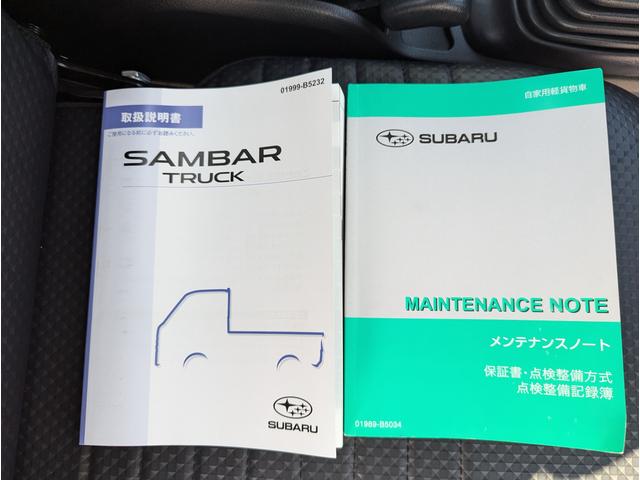 01999-B5232
取扱説明書
ご使用になる前に必ずお読みください。
SAMBAR
TRUCK
SUBARU
自家用軽貨物車
SUBARU
MAINTENANCE NOTE
メンテナンスノート
保証書・点検整備方式
点検整備記録簿
01989-B5034